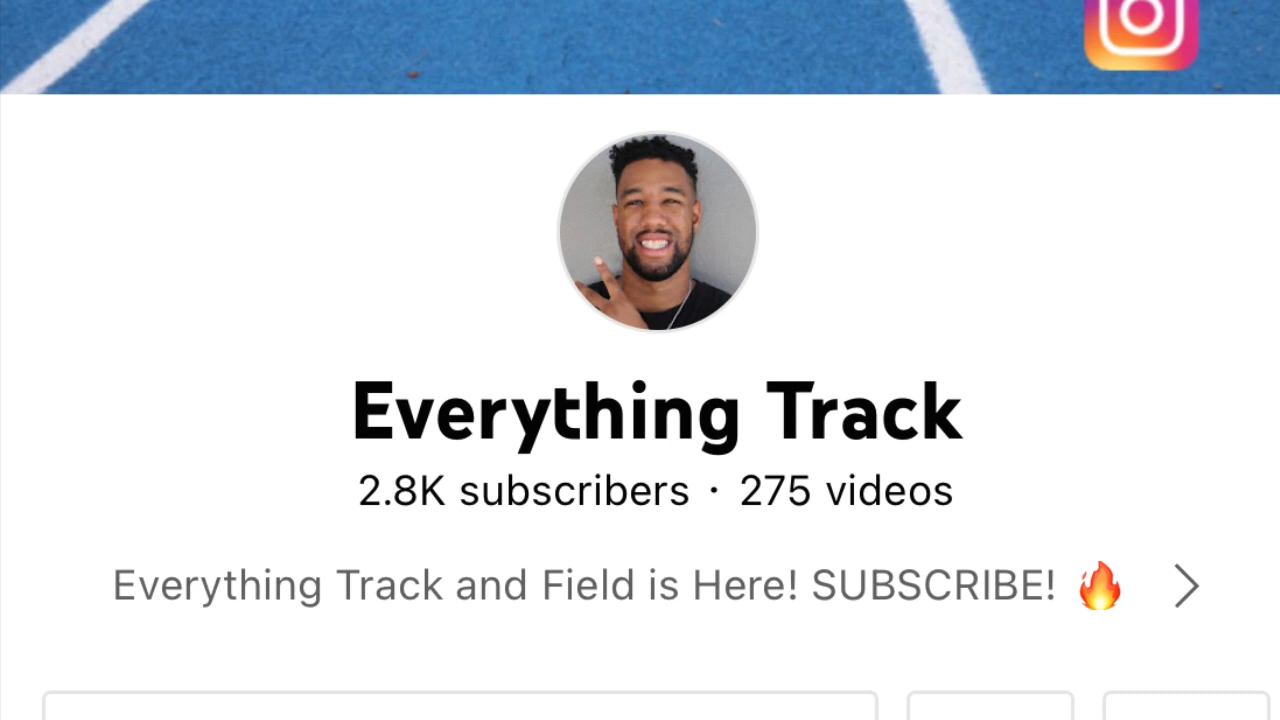 Everything Track
2.8K subscribers · 275 videos
Everything Track and Field is Here! SUBSCRIBE! 🔥